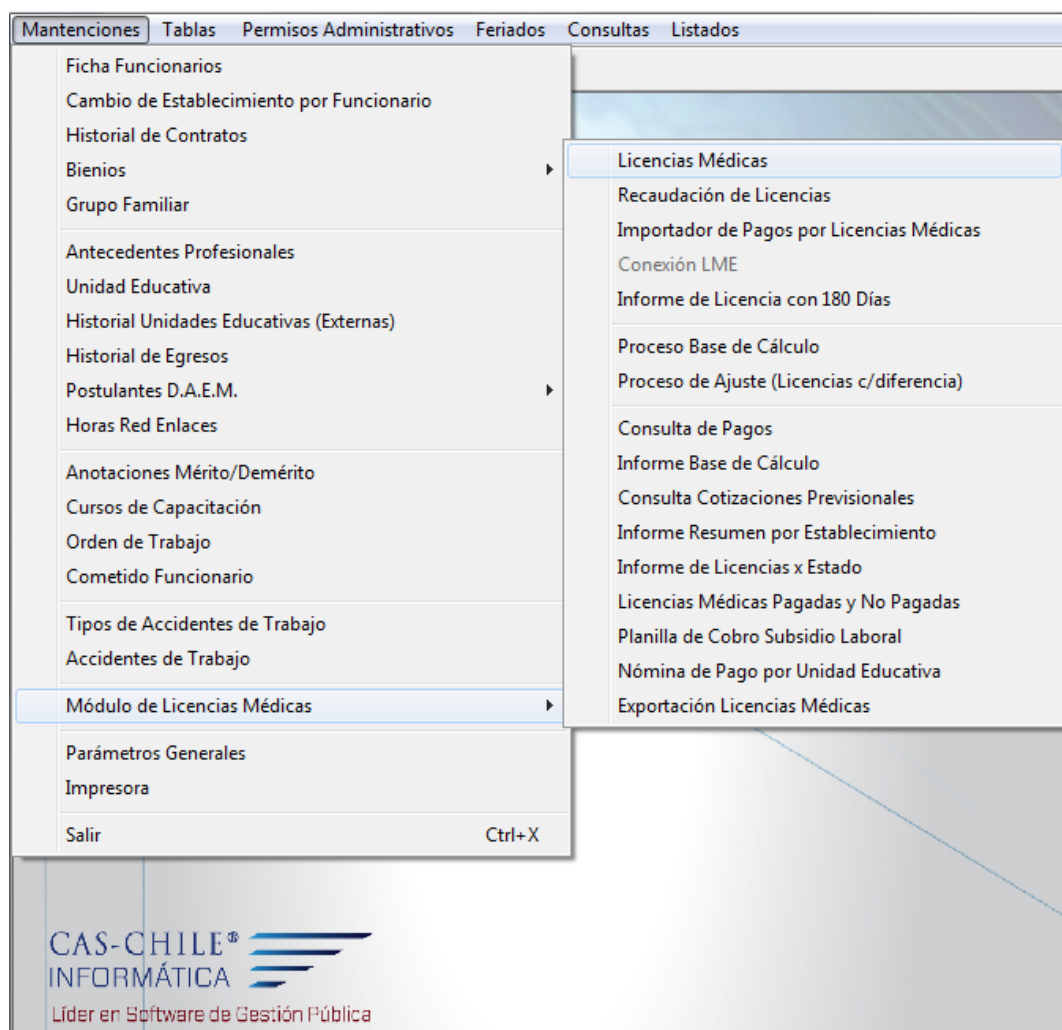 Mantenciones Tablas Permisos Administrativos Feriados Consultas Listados
Ficha Funcionarios
Cambio de Establecimiento por Funcionario
Historial de Contratos
Bienios
Grupo Familiar
Antecedentes Profesionales
Unidad Educativa
Historial Unidades Educativas (Externas)
Historial de Egresos
Postulantes D.A.E.M.
Horas Red Enlaces
Anotaciones Mérito/Demérito
Cursos de Capacitación
Orden de Trabajo
Cometido Funcionario
Tipos de Accidentes de Trabajo
Accidentes de Trabajo
Módulo de Licencias Médicas
Parámetros Generales
Impresora
Salir Ctrl+X
Licencias Médicas
Recaudación de Licencias
Importador de Pagos por Licencias Médicas
Conexión LME
Informe de Licencia con 180 Días
Proceso Base de Cálculo
Proceso de Ajuste (Licencias c/diferencia)
Consulta de Pagos
Informe Base de Cálculo
Consulta Cotizaciones Previsionales
Informe Resumen por Establecimiento
Informe de Licencias x Estado
Licencias Médicas Pagadas y No Pagadas
Planilla de Cobro Subsidio Laboral
Nómina de Pago por Unidad Educativa
Exportación Licencias Médicas
CAS-CHILE®
INFORMÁTICA
Líder en Software de Gestión Pública